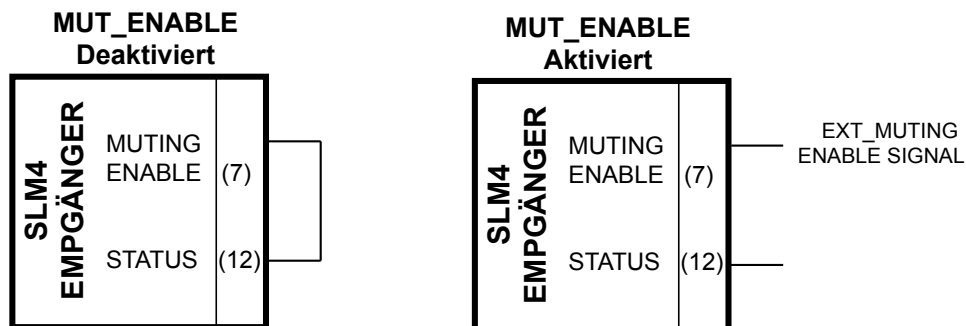 MUT_ENABLE
Deaktiviert
SLM4
EMPGÄNGER
MUTING
ENABLE
(7)
STATUS
(12)
MUT_ENABLE
Aktiviert
SLM4
EMPGÄNGER
MUTING
ENABLE
(7)
STATUS
(12)
EXT_MUTING
ENABLE SIGNAL